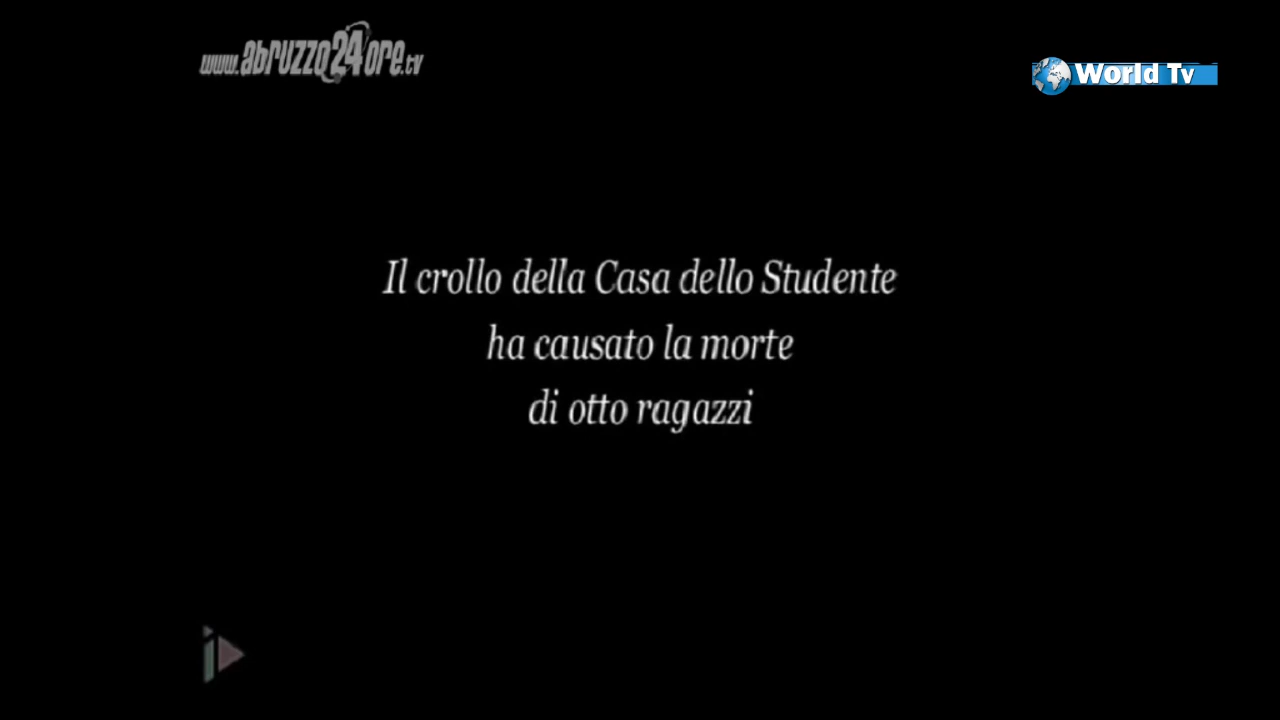 www.abruzzo24ore.tv
World Tv
Il crollo della Casa dello Studente
ha causato la morte
di otto ragazzi